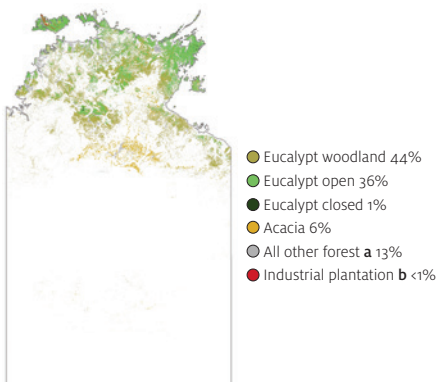 Eucalypt woodland 44%
Eucalypt open 36%
Eucalypt closed 1%
Acacia 6%
All other forest a 13%
Industrial plantation b <1%